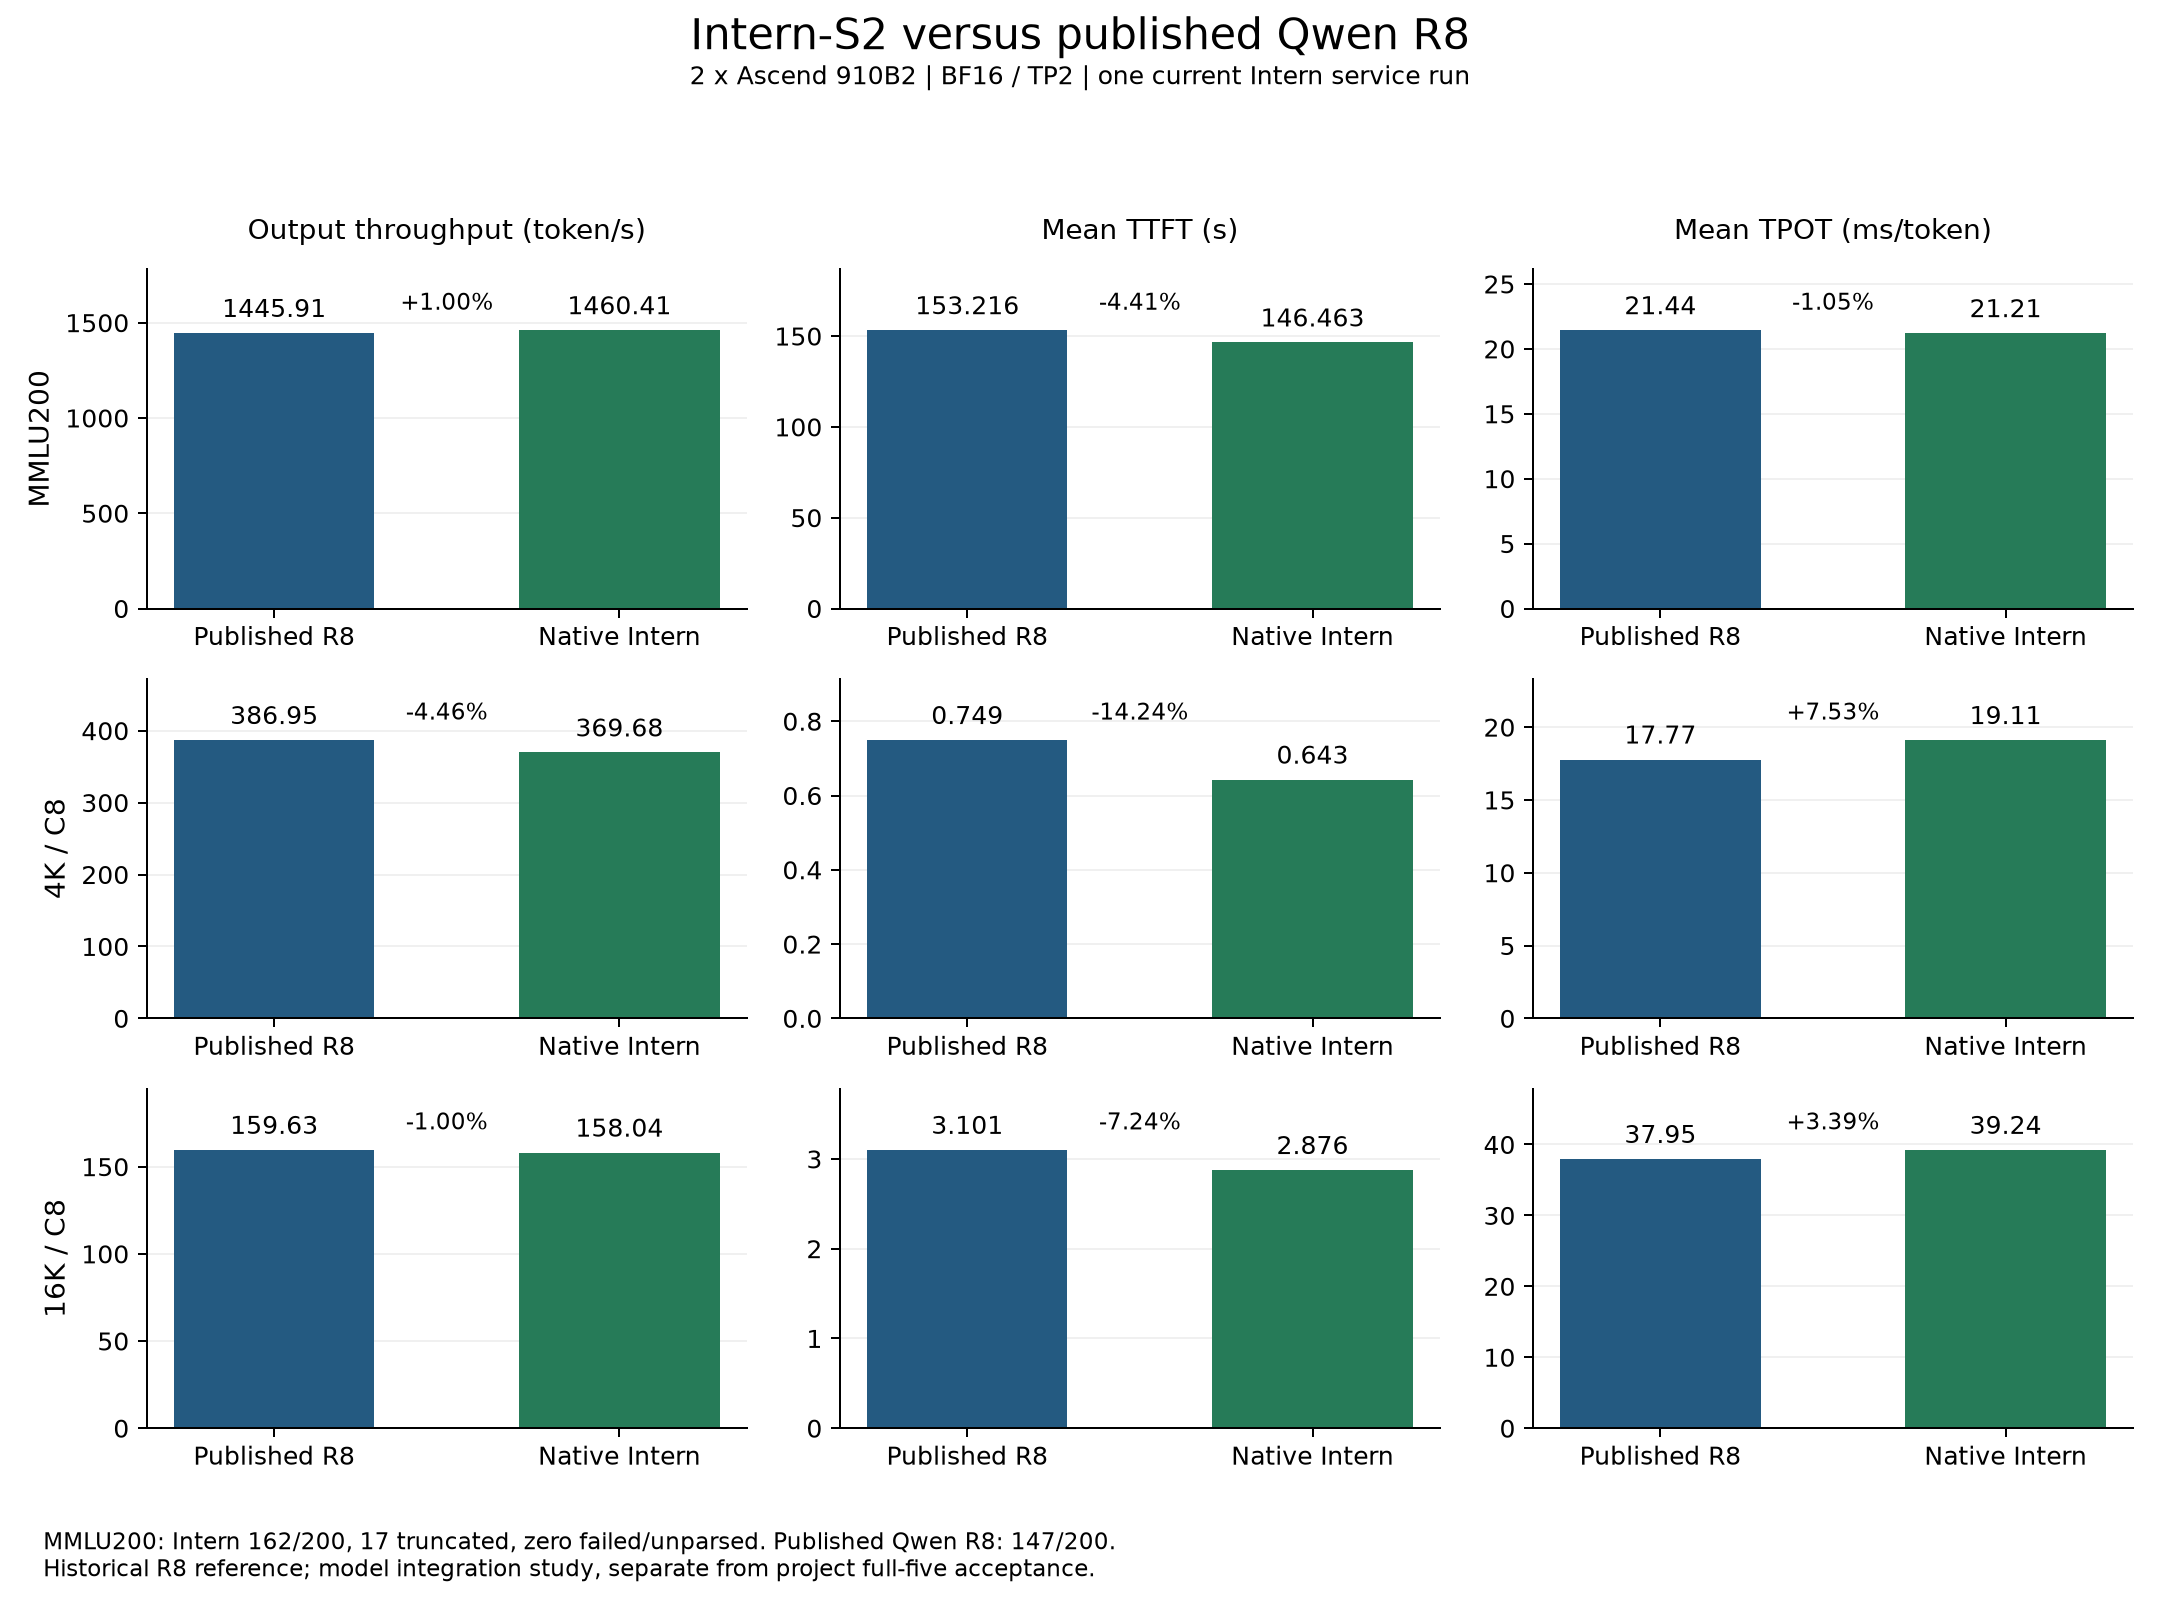 Intern-S2 versus published Qwen R8
2 x Ascend 910B2 | BF16 / TP2 | one current Intern service run
Output throughput (token/s)
Mean TTFT (s)
Mean TPOT (ms/token)
MMLU200
1500
1000
500
0
1445.91
+1.00%
1460.41
Published R8
Native Intern
150
100
50
0
153.216
-4.41%
146.463
Published R8
Native Intern
25
20
15
10
5
0
21.44
-1.05%
21.21
Published R8
Native Intern
4K / C8
400
300
200
100
0
386.95
-4.46%
369.68
Published R8
Native Intern
0.8
0.6
0.4
0.2
0.0
0.749
-14.24%
0.643
Published R8
Native Intern
20
15
10
5
0
17.77
+7.53%
19.11
Published R8
Native Intern
16K / C8
150
100
50
0
159.63
-1.00%
158.04
Published R8
Native Intern
3
2
1
0
3.101
-7.24%
2.876
Published R8
Native Intern
40
30
20
10
0
37.95
+3.39%
39.24
Published R8
Native Intern
MMLU200: Intern 162/200, 17 truncated, zero failed/unparsed. Published Qwen R8: 147/200.
Historical R8 reference; model integration study, separate from project full-five acceptance.